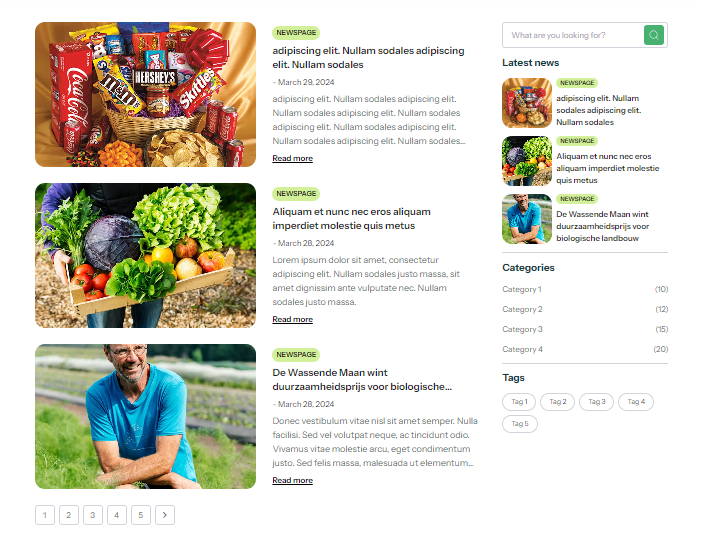 NEWSPAGE
adipiscing elit. Nullam sodales adipiscing
elit. Nullam sodales
- March 29, 2024
adipiscing elit. Nullam sodales adipiscing elit.
Nullam sodales adipiscing elit. Nullam sodales
adipiscing elit. Nullam sodales adipiscing elit.
Nullam sodales adipiscing elit. Nullam sodales...
Read more
Coca-Cola
HERSHEY'S
M&M's
Skittles
NEWSPAGE
Aliquam et nunc nec eros aliquam
imperdiet molestie quis metus
- March 28, 2024
Lorem ipsum dolor sit amet, consectetur
adipiscing elit. Nullam sodales justo massa, sit
amet dignissim ante vulputate nec. Nullam
sodales justo massa.
Read more
NEWSPAGE
De Wassende Maan wint
duurzaamheidsprijs voor biologische...
- March 28, 2024
Donec vestibulum vitae nisl sit amet semper. Nulla
facilisi. Sed vel volutpat neque, ac tincidunt odio.
Vivamus vitae molestie arcu, eget condimentum
justo. Sed felis massa, malesuada ut elementum...
Read more
1 2 3 4 5 >
What are you looking for?
Latest news
NEWSPAGE
adipiscing elit. Nullam
sodales adipiscing elit.
Nullam sodales
NEWSPAGE
Aliquam et nunc nec eros
aliquam imperdiet molestie
quis metus
NEWSPAGE
De Wassende Maan wint
duurzaamheidsprijs voor
biologische landbouw
Categories
Category 1 (10)
Category 2 (12)
Category 3 (15)
Category 4 (20)
Tags
Tag 1 Tag 2 Tag 3 Tag 4
Tag 5